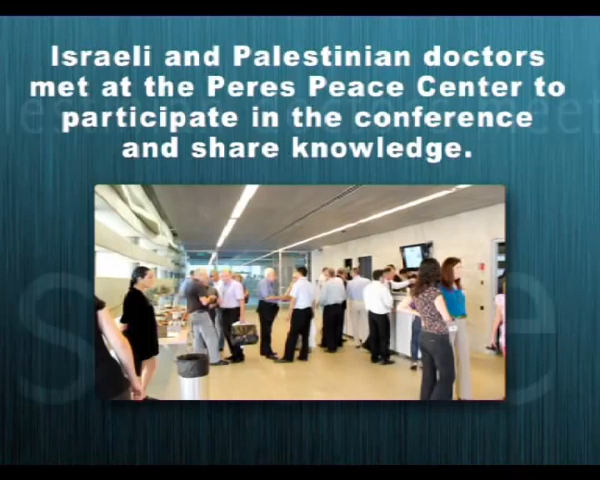 Israeli and Palestinian doctors
met at the Peres Peace Center to
participate in the conference
and share knowledge.